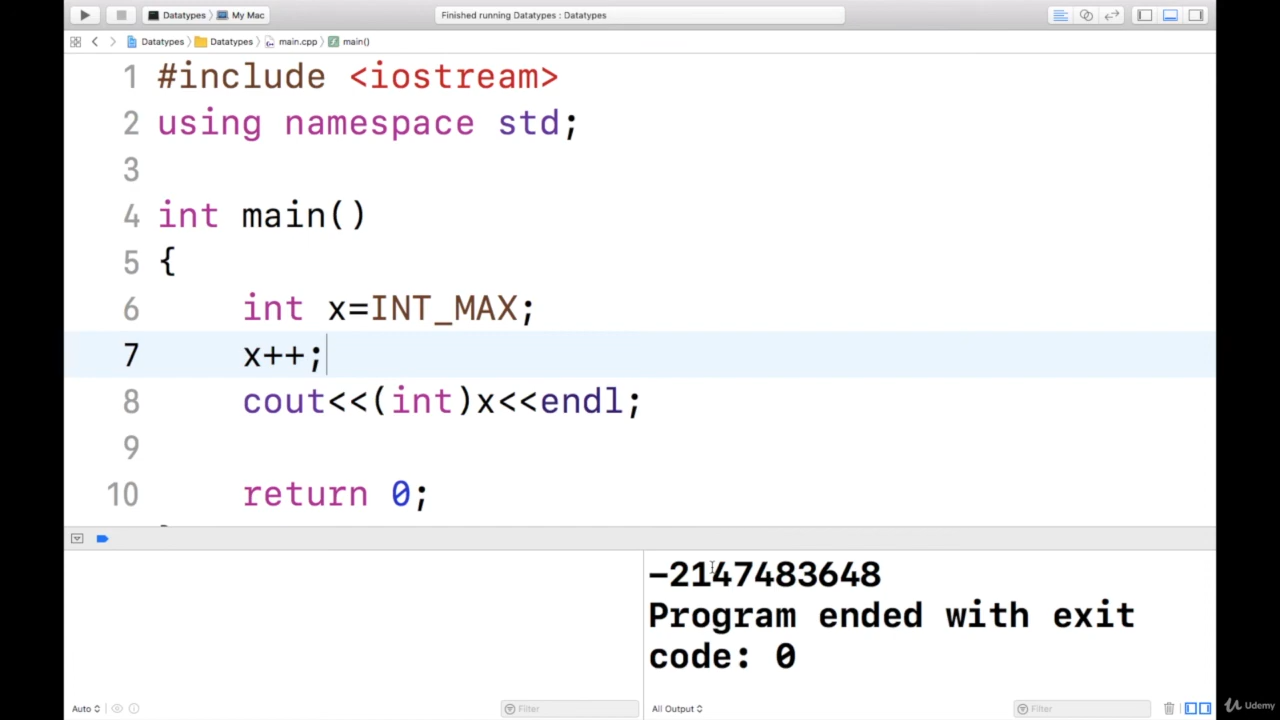 Datatypes My Mac Finished running Datatypes : Datatypes
Datatypes Datatypes main.cpp main()
1 #include <iostream>
2 using namespace std;
3
4 int main()
5 {
6 int x=INT_MAX;
7 x++;
8 cout<<(int)x<<endl;
9
10 return 0;
-2147483648
Program ended with exit
code: 0
Auto Filter All Output Filter
Udemy